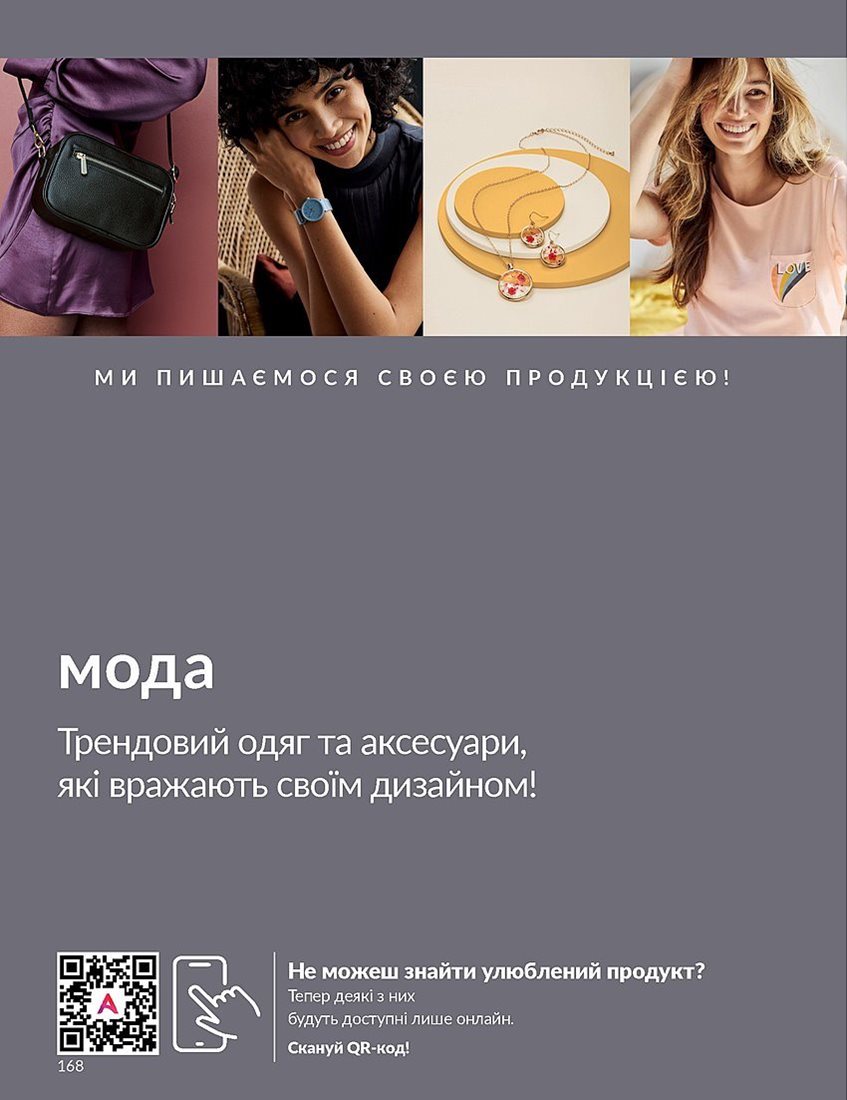 LOVE
МИ ПИШАЄМОСЯ СВОЄЮ ПРОДУКЦІЄЮ!
мода
Трендовий одяг та аксесуари,
які вражають своїм дизайном!
Не можеш знайти улюблений продукт?
Тепер деякі з них
будуть доступні лише онлайн.
Скануй QR-код!
168